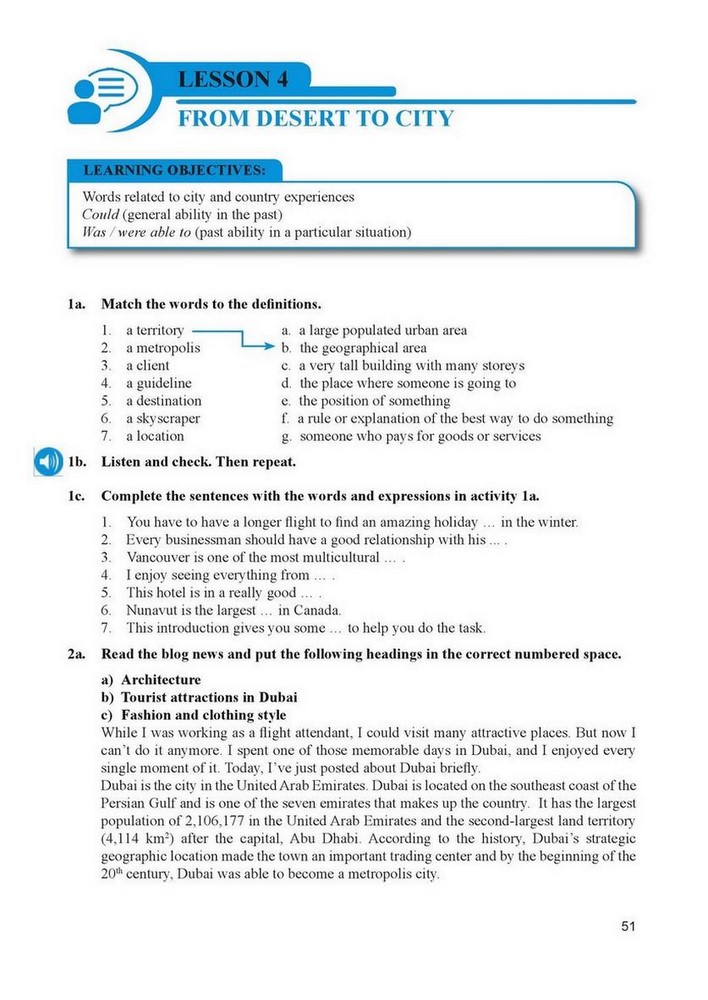 LESSON 4
FROM DESERT TO CITY
LEARNING OBJECTIVES:
Words related to city and country experiences
Could (general ability in the past)
Was / were able to (past ability in a particular situation)
1a. Match the words to the definitions.
1. a territory
2. a metropolis
3. a client
4. a guideline
5. a destination
6. a skyscraper
7. a location
a. a large populated urban area
b. the geographical area
c. a very tall building with many storeys
d. the place where someone is going to
e. the position of something
f. a rule or explanation of the best way to do something
g. someone who pays for goods or services
1b. Listen and check. Then repeat.
1c. Complete the sentences with the words and expressions in activity 1a.
1. You have to have a longer flight to find an amazing holiday … in the winter.
2. Every businessman should have a good relationship with his ... .
3. Vancouver is one of the most multicultural … .
4. I enjoy seeing everything from … .
5. This hotel is in a really good … .
6. Nunavut is the largest … in Canada.
7. This introduction gives you some … to help you do the task.
2a. Read the blog news and put the following headings in the correct numbered space.
a) Architecture
b) Tourist attractions in Dubai
c) Fashion and clothing style
While I was working as a flight attendant, I could visit many attractive places. But now I
can't do it anymore. I spent one of those memorable days in Dubai, and I enjoyed every
single moment of it. Today, I've just posted about Dubai briefly.
Dubai is the city in the United Arab Emirates. Dubai is located on the southeast coast of the
Persian Gulf and is one of the seven emirates that makes up the country. It has the largest
population of 2,106,177 in the United Arab Emirates and the second-largest land territory
(4,114 km²) after the capital, Abu Dhabi. According to the history, Dubai's strategic
geographic location made the town an important trading center and by the beginning of the
20th century, Dubai was able to become a metropolis city.
51